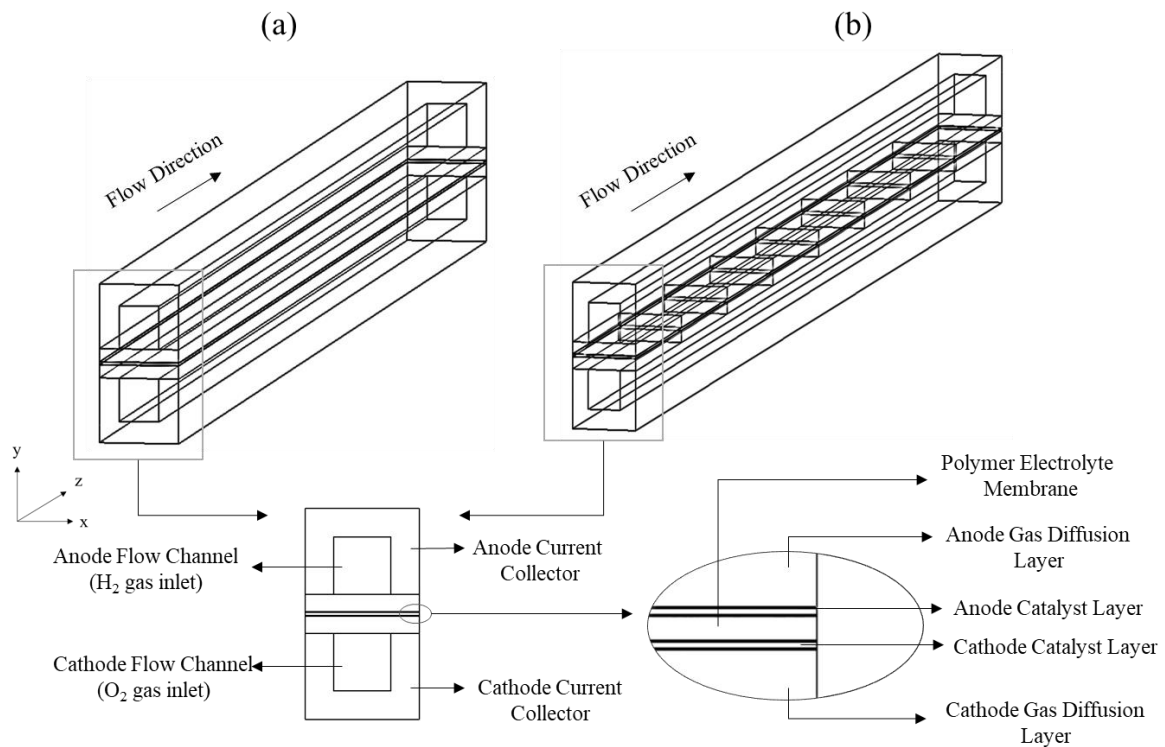 (a)
(b)
Flow Direction
Flow Direction
y
z
x
Polymer Electrolyte
Membrane
Anode Flow Channel
(H₂ gas inlet)
Anode Current
Collector
Anode Gas Diffusion
Layer
Anode Catalyst Layer
Cathode Catalyst Layer
Cathode Flow Channel
(O₂ gas inlet)
Cathode Current
Collector
Cathode Gas Diffusion
Layer